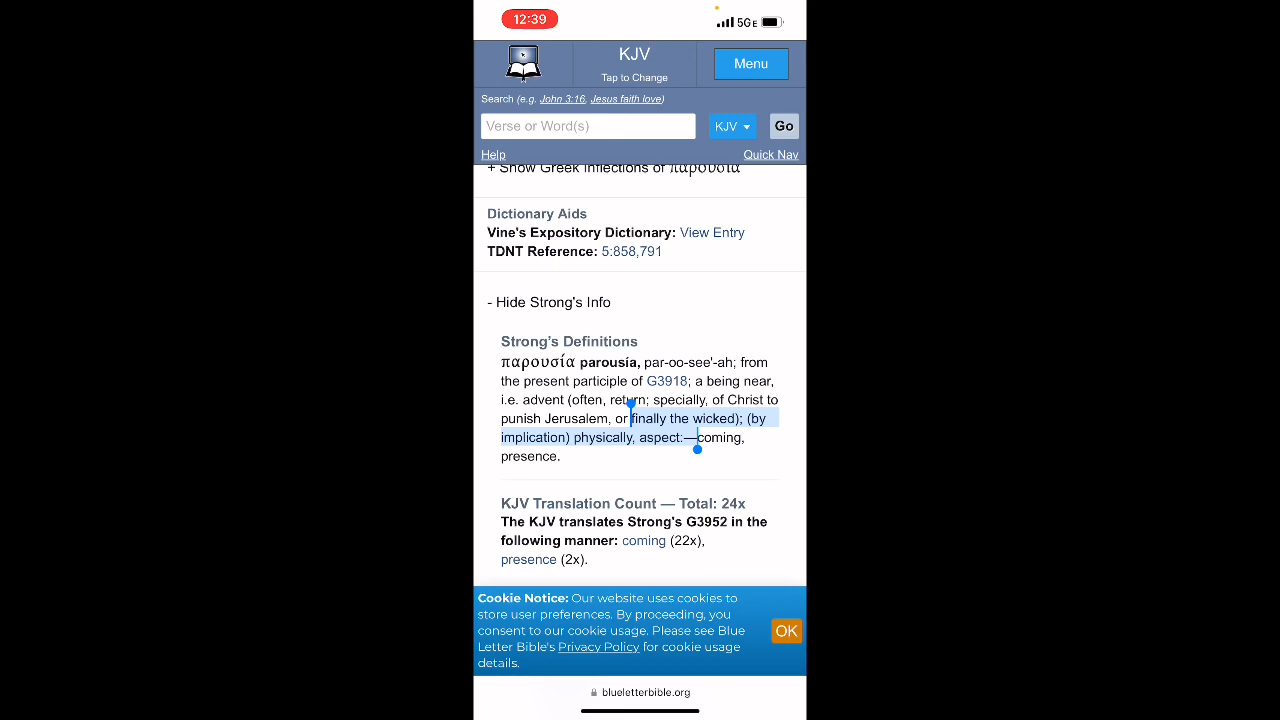 12:39
5G E
KJV
Tap to Change
Menu
Search (e.g. John 3:16, Jesus faith love)
Verse or Word(s)
KJV
Go
Help
Quick Nav
+ Show Greek Inflections of παρουσία
Dictionary Aids
Vine's Expository Dictionary: View Entry
TDNT Reference: 5:858,791
- Hide Strong's Info
Strong’s Definitions
παρουσία parousía, par-oo-see'-ah; from
the present participle of G3918; a being near,
i.e. advent (often, return; specially, of Christ to
punish Jerusalem, or finally the wicked); (by
implication) physically, aspect:—coming,
presence.
KJV Translation Count — Total: 24x
The KJV translates Strong's G3952 in the
following manner: coming (22x),
presence (2x).
Cookie Notice: Our website uses cookies to
store user preferences. By proceeding, you
consent to our cookie usage. Please see Blue
Letter Bible's Privacy Policy for cookie usage
details.
OK
blueletterbible.org